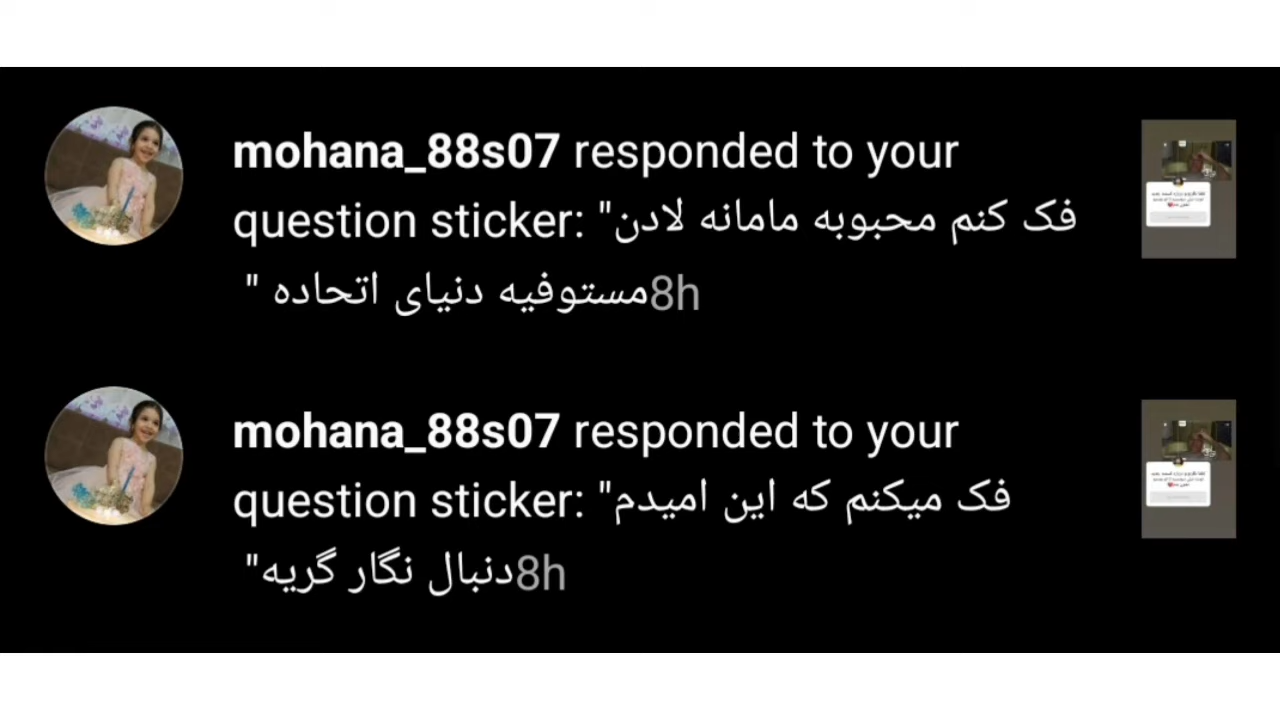 mohana_88s07 responded to your
question sticker: "فک کنم محبوبه مامانه لادن
مستوفیه دنیای اتحاده " 8h
mohana_88s07 responded to your
question sticker: "فک میکنم که این امیدم
دنبال نگار گریه" 8h